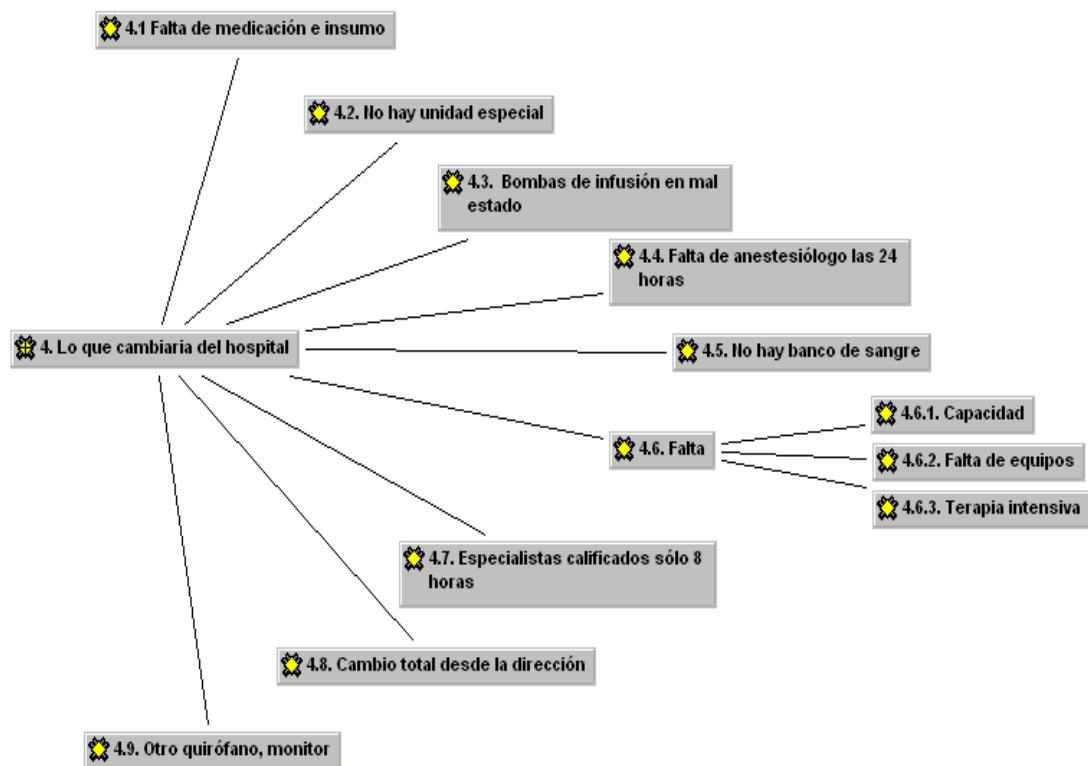 4.1 Falta de medicación e insumo
4.2. No hay unidad especial
4.3. Bombas de infusión en mal
estado
4.4. Falta de anestesiólogo las 24
horas
4. Lo que cambiaria del hospital
4.5. No hay banco de sangre
4.6. Falta
4.6.1. Capacidad
4.6.2. Falta de equipos
4.6.3. Terapia intensiva
4.7. Especialistas calificados sólo 8
horas
4.8. Cambio total desde la dirección
4.9. Otro quirófano, monitor